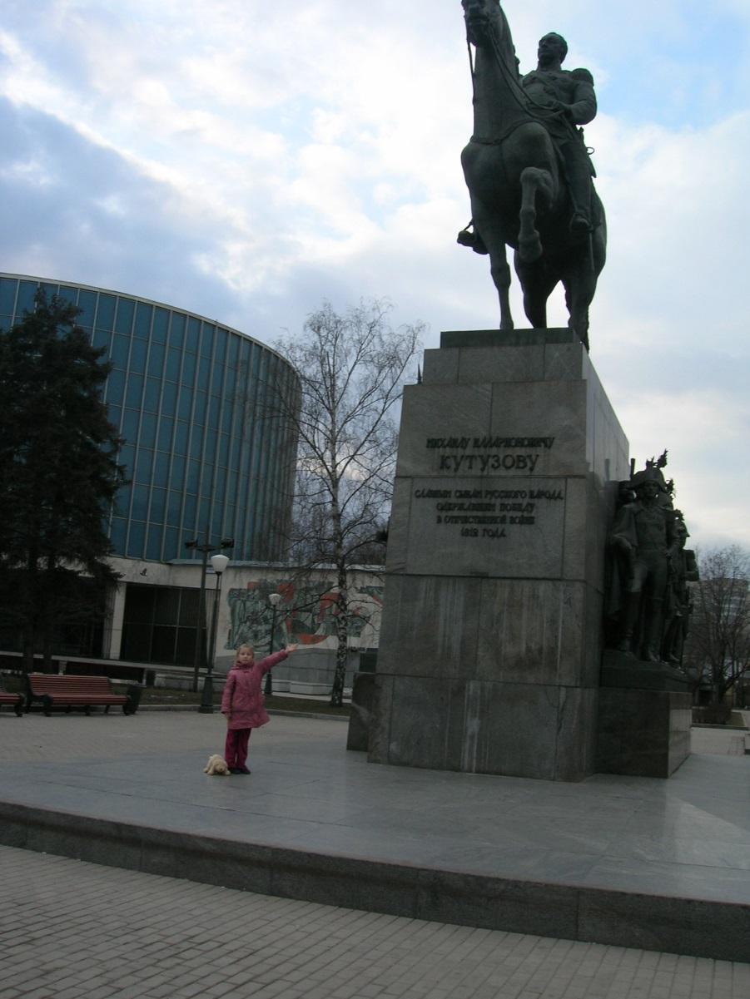 МИХАИЛУ ИЛЛАРИОНОВИЧУ
КУТУЗОВУ
СЛАВНЫМ СЫНАМ РУССКОГО НАРОДА
ОДЕРЖАВШИМ ПОБЕДУ
В ОТЕЧЕСТВЕННОЙ ВОЙНЕ
1812 ГОДА